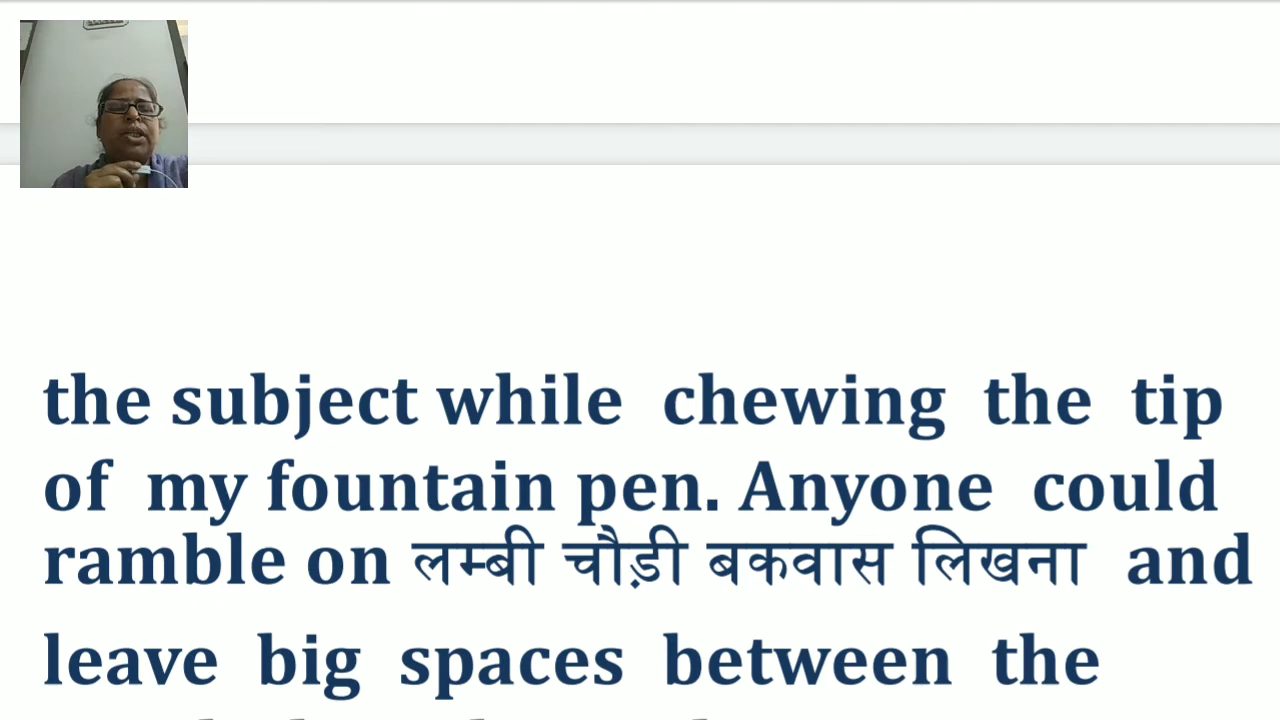 the subject while chewing the tip
of my fountain pen. Anyone could
ramble on लम्बी चौड़ी बकवास लिखना and
leave big spaces between the